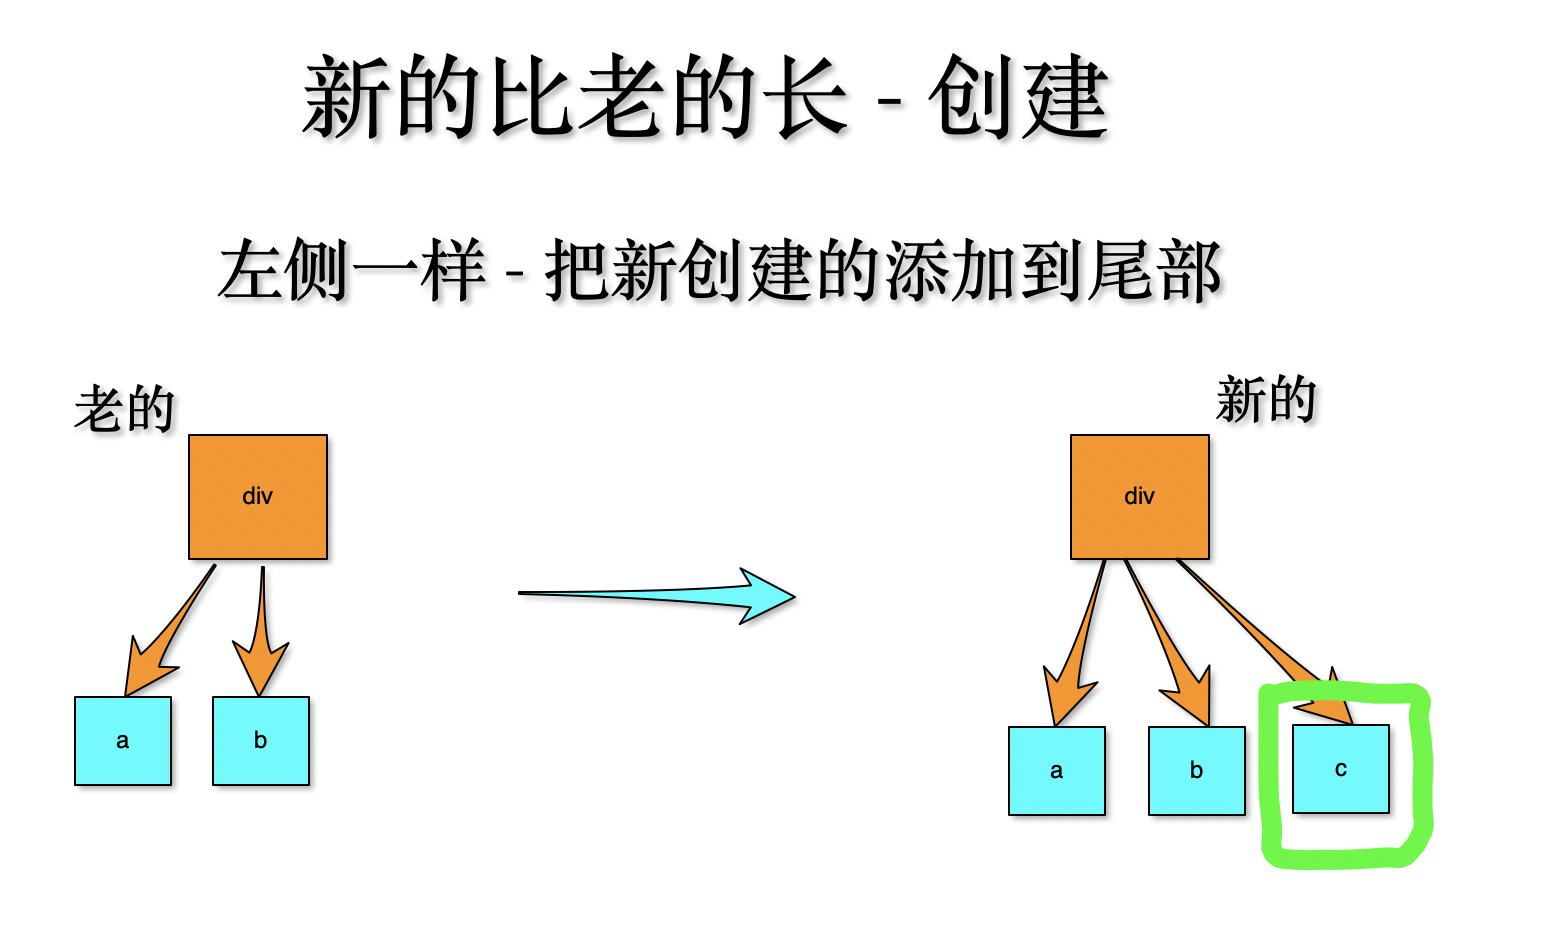 新的比老的长 - 创建
左侧一样 - 把新创建的添加到尾部
老的
新的
div
div
a
b
a
b
c